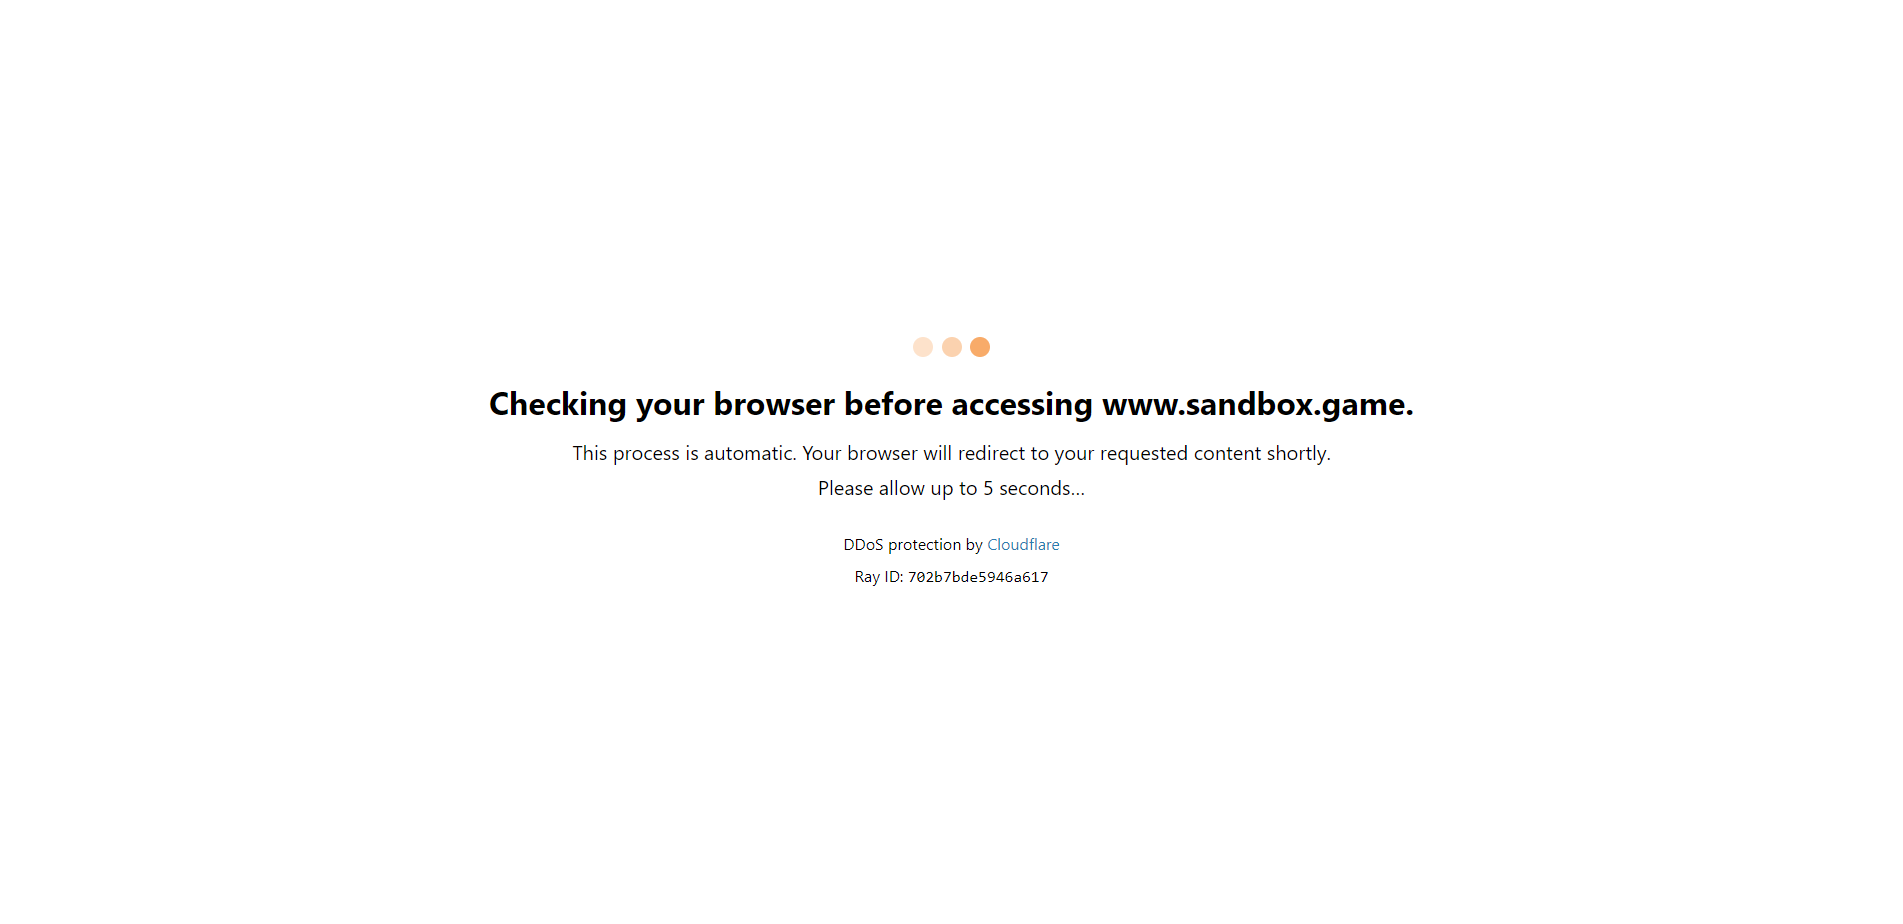 Checking your browser before accessing www.sandbox.game.
This process is automatic. Your browser will redirect to your requested content shortly.
Please allow up to 5 seconds...
DDoS protection by Cloudflare
Ray ID: 702b7bde5946a617